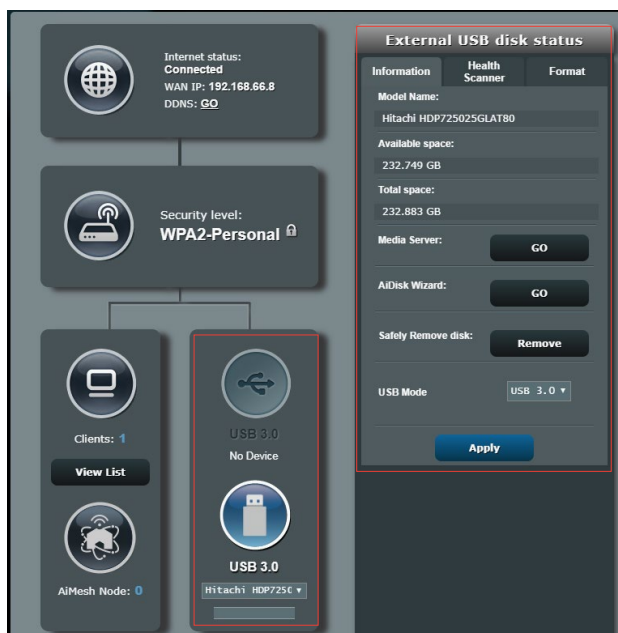 Internet status:
Connected
WAN IP: 192.168.66.8
DDNS: GO
Security level:
WPA2-Personal
Clients: 1
View List
AiMesh Node: 0
USB 3.0
No Device
USB 3.0
Hitachi HDP7250
External USB disk status
Information
Health
Scanner
Format
Model Name:
Hitachi HDP725025GLAT80
Available space:
232.749 GB
Total space:
232.883 GB
Media Server:
GO
AiDisk Wizard:
GO
Safely Remove disk:
Remove
USB Mode
USB 3.0
Apply